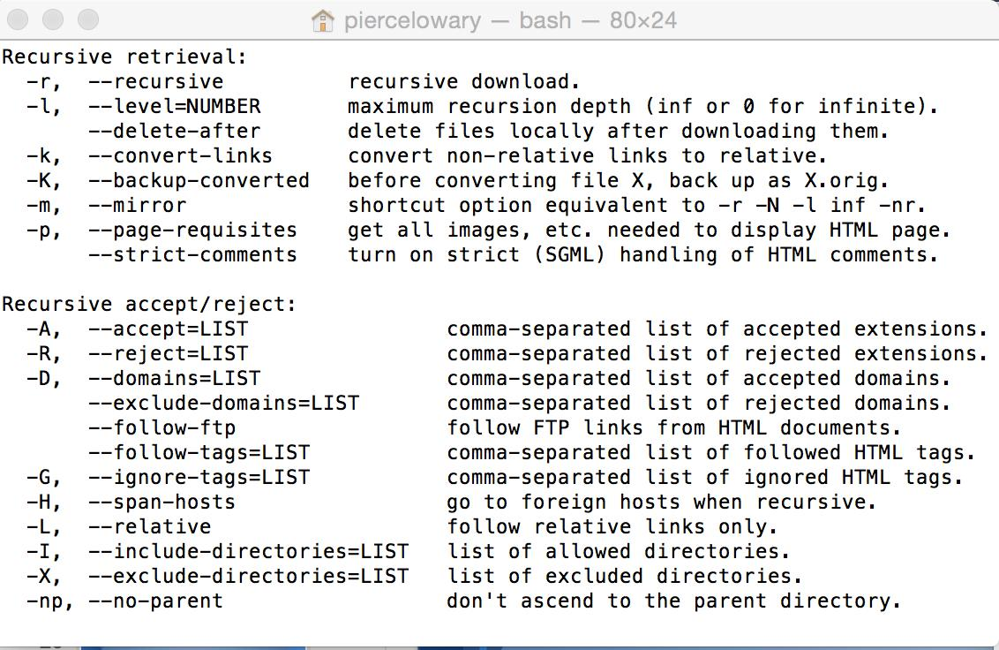 piercelowary — bash — 80×24
Recursive retrieval:
  -r,  --recursive          recursive download.
  -l,  --level=NUMBER       maximum recursion depth (inf or 0 for infinite).
       --delete-after       delete files locally after downloading them.
  -k,  --convert-links      convert non-relative links to relative.
  -K,  --backup-converted   before converting file X, back up as X.orig.
  -m,  --mirror             shortcut option equivalent to -r -N -l inf -nr.
  -p,  --page-requisites    get all images, etc. needed to display HTML page.
       --strict-comments    turn on strict (SGML) handling of HTML comments.

Recursive accept/reject:
  -A,  --accept=LIST                comma-separated list of accepted extensions.
  -R,  --reject=LIST                comma-separated list of rejected extensions.
  -D,  --domains=LIST               comma-separated list of accepted domains.
       --exclude-domains=LIST       comma-separated list of rejected domains.
       --follow-ftp                 follow FTP links from HTML documents.
       --follow-tags=LIST           comma-separated list of followed HTML tags.
  -G,  --ignore-tags=LIST           comma-separated list of ignored HTML tags.
  -H,  --span-hosts                 go to foreign hosts when recursive.
  -L,  --relative                   follow relative links only.
  -I,  --include-directories=LIST   list of allowed directories.
  -X,  --exclude-directories=LIST   list of excluded directories.
  -np, --no-parent                  don't ascend to the parent directory.